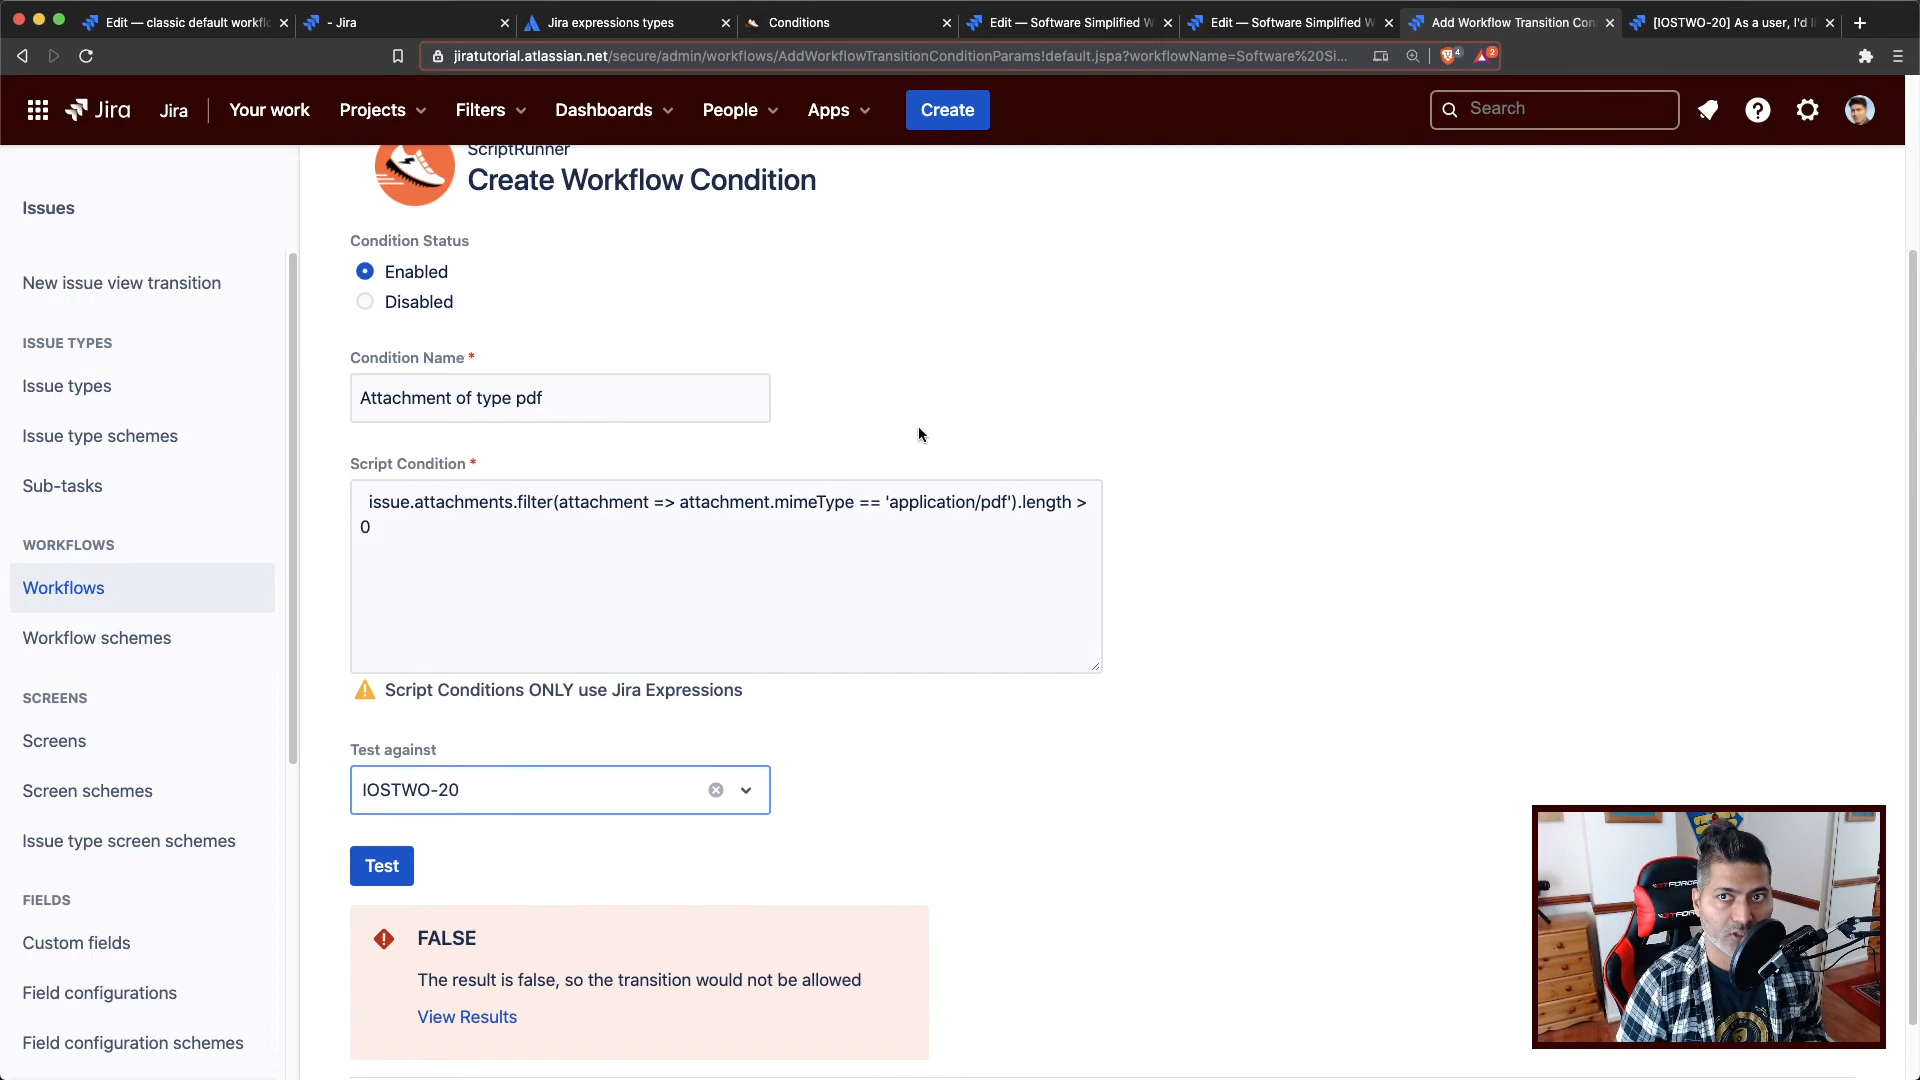 Edit — classic default workfl
- Jira
Jira expressions types
Conditions
Edit — Software Simplified W
Edit — Software Simplified W
Add Workflow Transition Con
[IOSTWO-20] As a user, I'd li
jiratutorial.atlassian.net/secure/admin/workflows/AddWorkflowTransitionConditionParams!default.jspa?workflowName=Software%20Si...
4
2
Jira
Jira
Your work
Projects
Filters
Dashboards
People
Apps
Create
Search
ScriptRunner
Create Workflow Condition
Issues
New issue view transition
ISSUE TYPES
Issue types
Issue type schemes
Sub-tasks
WORKFLOWS
Workflows
Workflow schemes
SCREENS
Screens
Screen schemes
Issue type screen schemes
FIELDS
Custom fields
Field configurations
Field configuration schemes
Condition Status
Enabled
Disabled
Condition Name *
Attachment of type pdf
Script Condition *
issue.attachments.filter(attachment => attachment.mimeType == 'application/pdf').length >
0
Script Conditions ONLY use Jira Expressions
Test against
IOSTWO-20
Test
FALSE
The result is false, so the transition would not be allowed
View Results